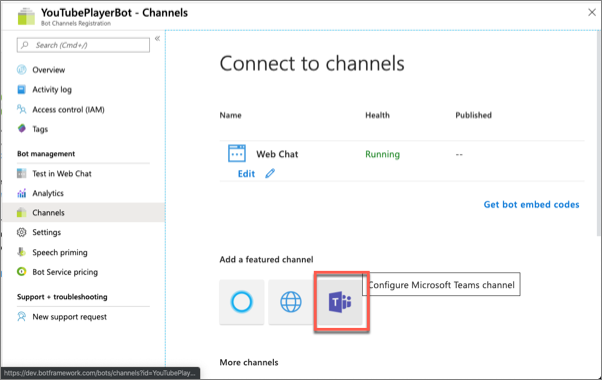 YouTubePlayerBot - Channels
Bot Channels Registration
Search (Cmd+/)
Overview
Activity log
Access control (IAM)
Tags
Bot management
Test in Web Chat
Analytics
Channels
Settings
Speech priming
Bot Service pricing
Support + troubleshooting
New support request
https://dev.botframework.com/bots/channels?id=YouTubePlay...
Connect to channels
Name Health Published
Web Chat Running --
Edit
Get bot embed codes
Add a featured channel
Configure Microsoft Teams channel
More channels